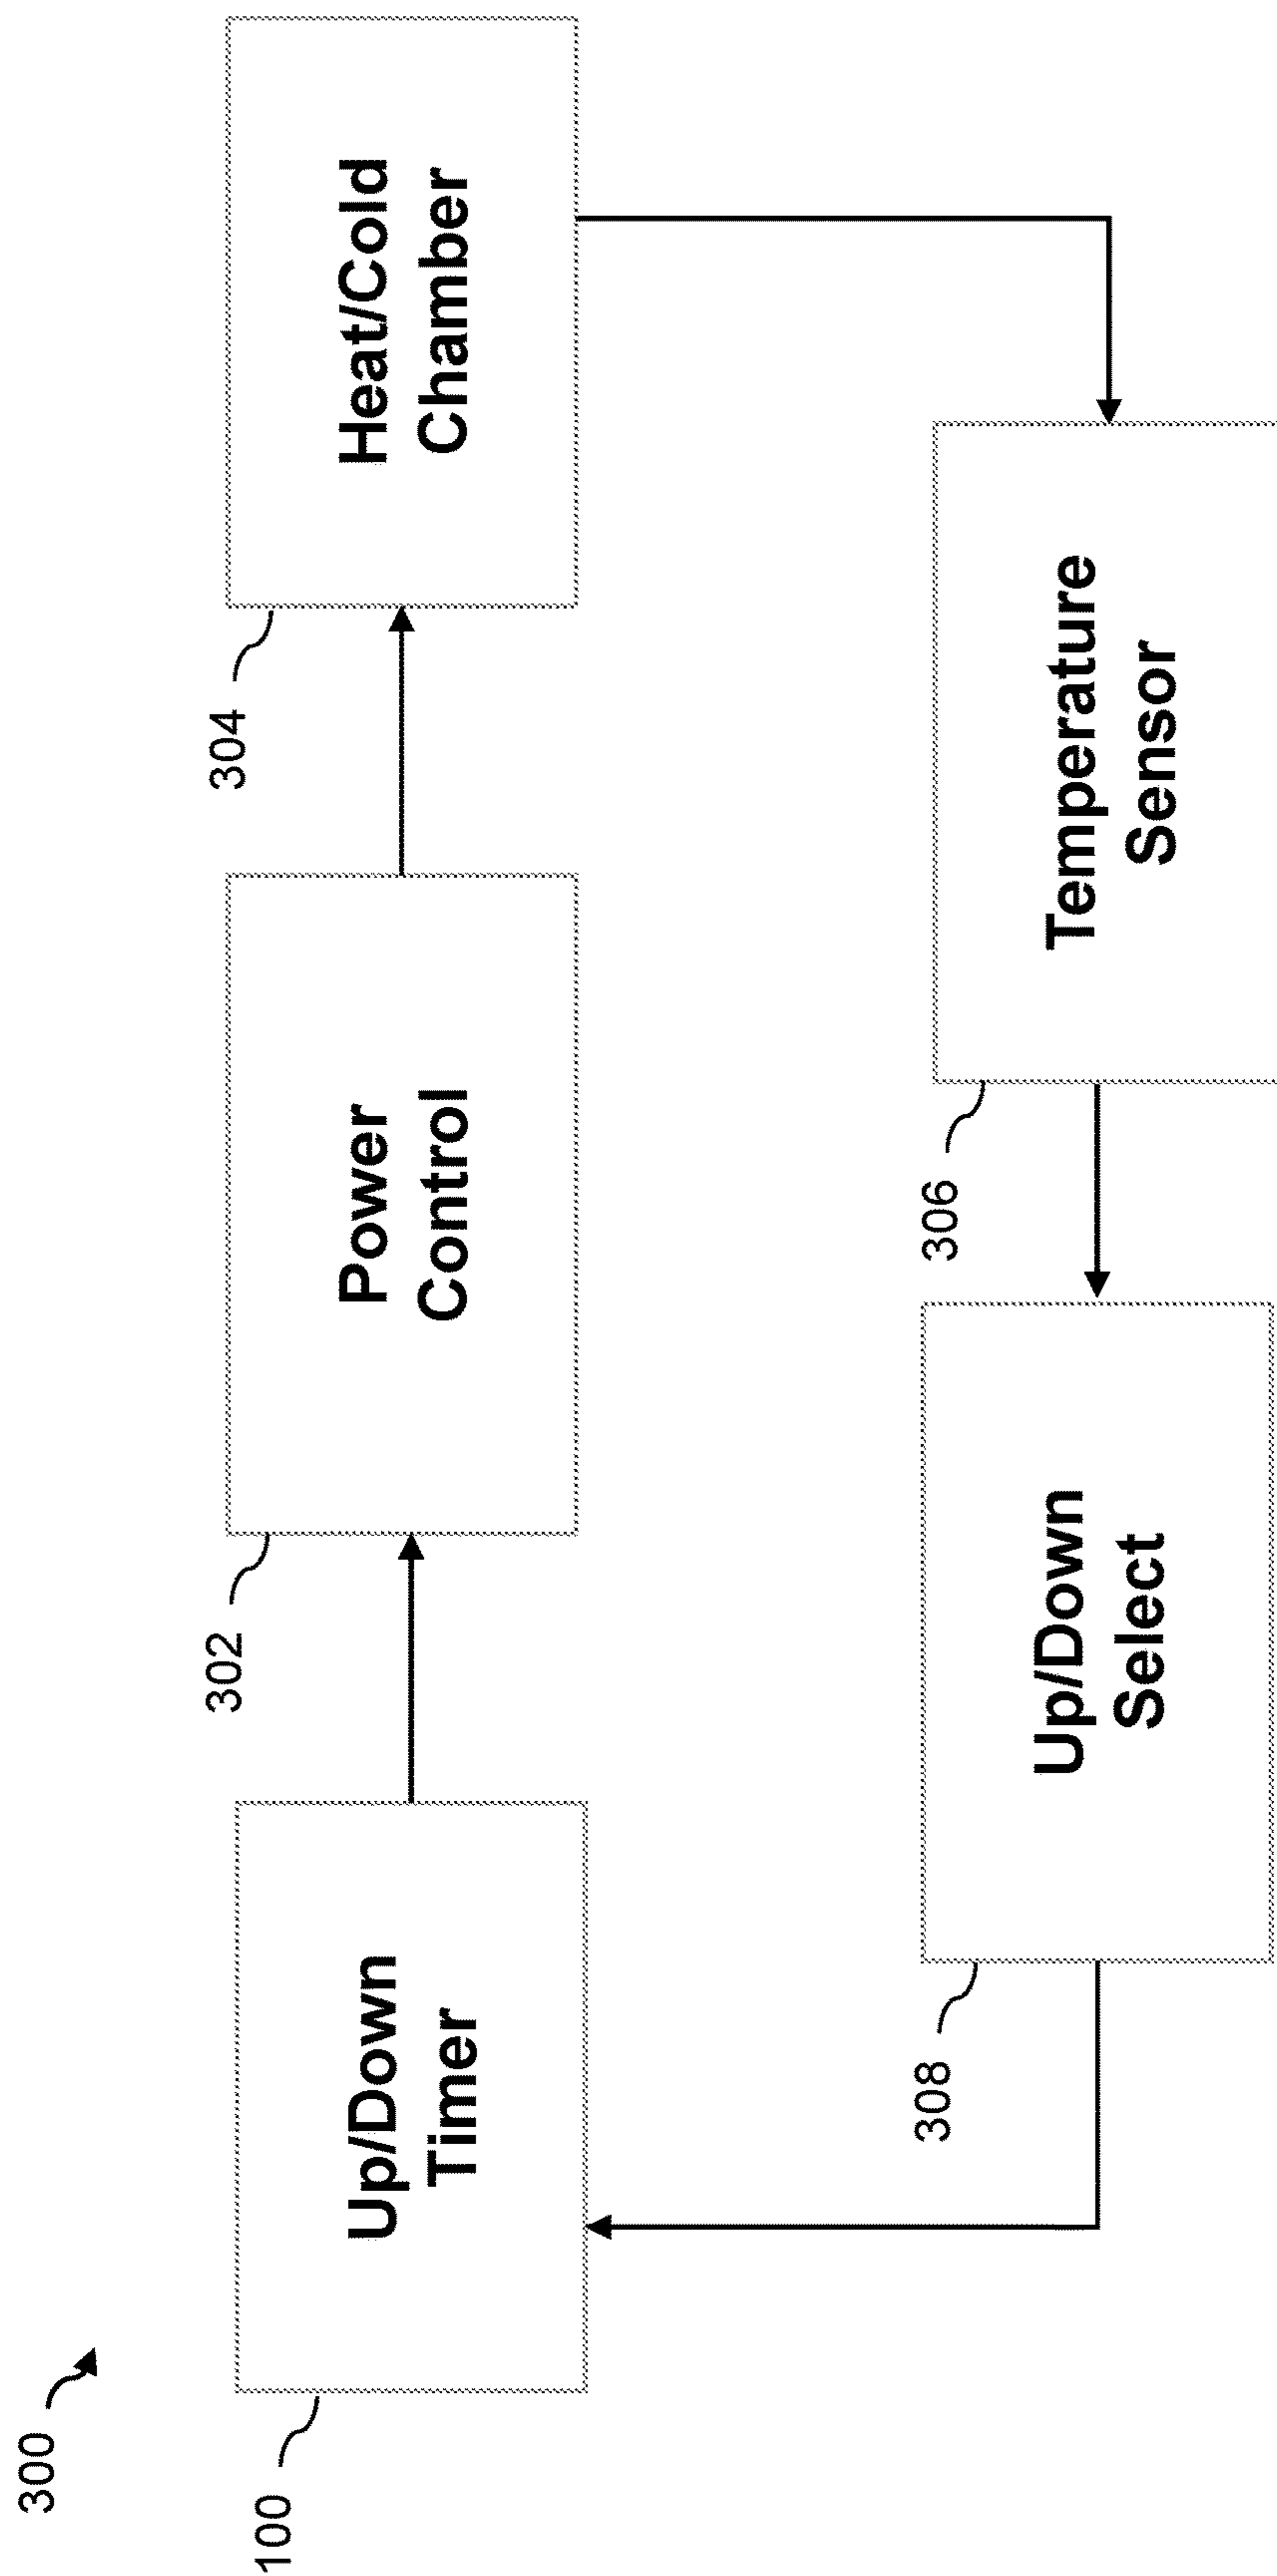 300
100
Up/Down
Timer
302
Power
Control
304
Heat/Cold
Chamber
308
Up/Down
Select
306
Temperature
Sensor